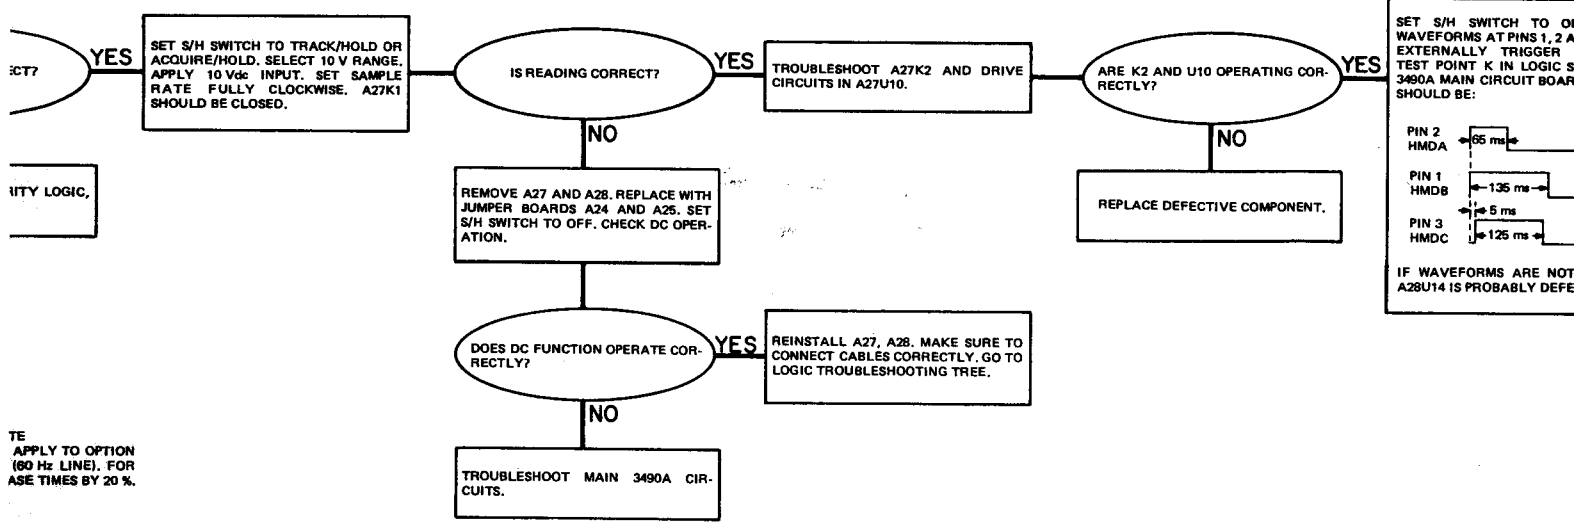 ECT?
YES
SET S/H SWITCH TO TRACK/HOLD OR
ACQUIRE/HOLD. SELECT 10 V RANGE.
APPLY 10 Vdc INPUT. SET SAMPLE
RATE FULLY CLOCKWISE. A27K1
SHOULD BE CLOSED.
IS READING CORRECT?
YES
TROUBLESHOOT A27K2 AND DRIVE
CIRCUITS IN A27U10.
ARE K2 AND U10 OPERATING COR-
RECTLY?
YES
SET S/H SWITCH TO
WAVEFORMS AT PINS 1, 2
EXTERNALLY TRIGGER
TEST POINT K IN LOGIC
3490A MAIN CIRCUIT BOAR
SHOULD BE:
PIN 2
HMDA
65 ms
PIN 1
HMDB
135 ms
5 ms
PIN 3
HMDC
125 ms
IF WAVEFORMS ARE NOT
A28U14 IS PROBABLY DEFE
NO
REPLACE DEFECTIVE COMPONENT.
NO
REMOVE A27 AND A28. REPLACE WITH
JUMPER BOARDS A24 AND A25. SET
S/H SWITCH TO OFF. CHECK DC OPER-
ATION.
RITY LOGIC,
DOES DC FUNCTION OPERATE COR-
RECTLY?
YES
REINSTALL A27, A28. MAKE SURE TO
CONNECT CABLES CORRECTLY. GO TO
LOGIC TROUBLESHOOTING TREE.
NO
TROUBLESHOOT MAIN 3490A CIR-
CUITS.
TE
APPLY TO OPTION
(60 Hz LINE). FOR
ASE TIMES BY 20 %.